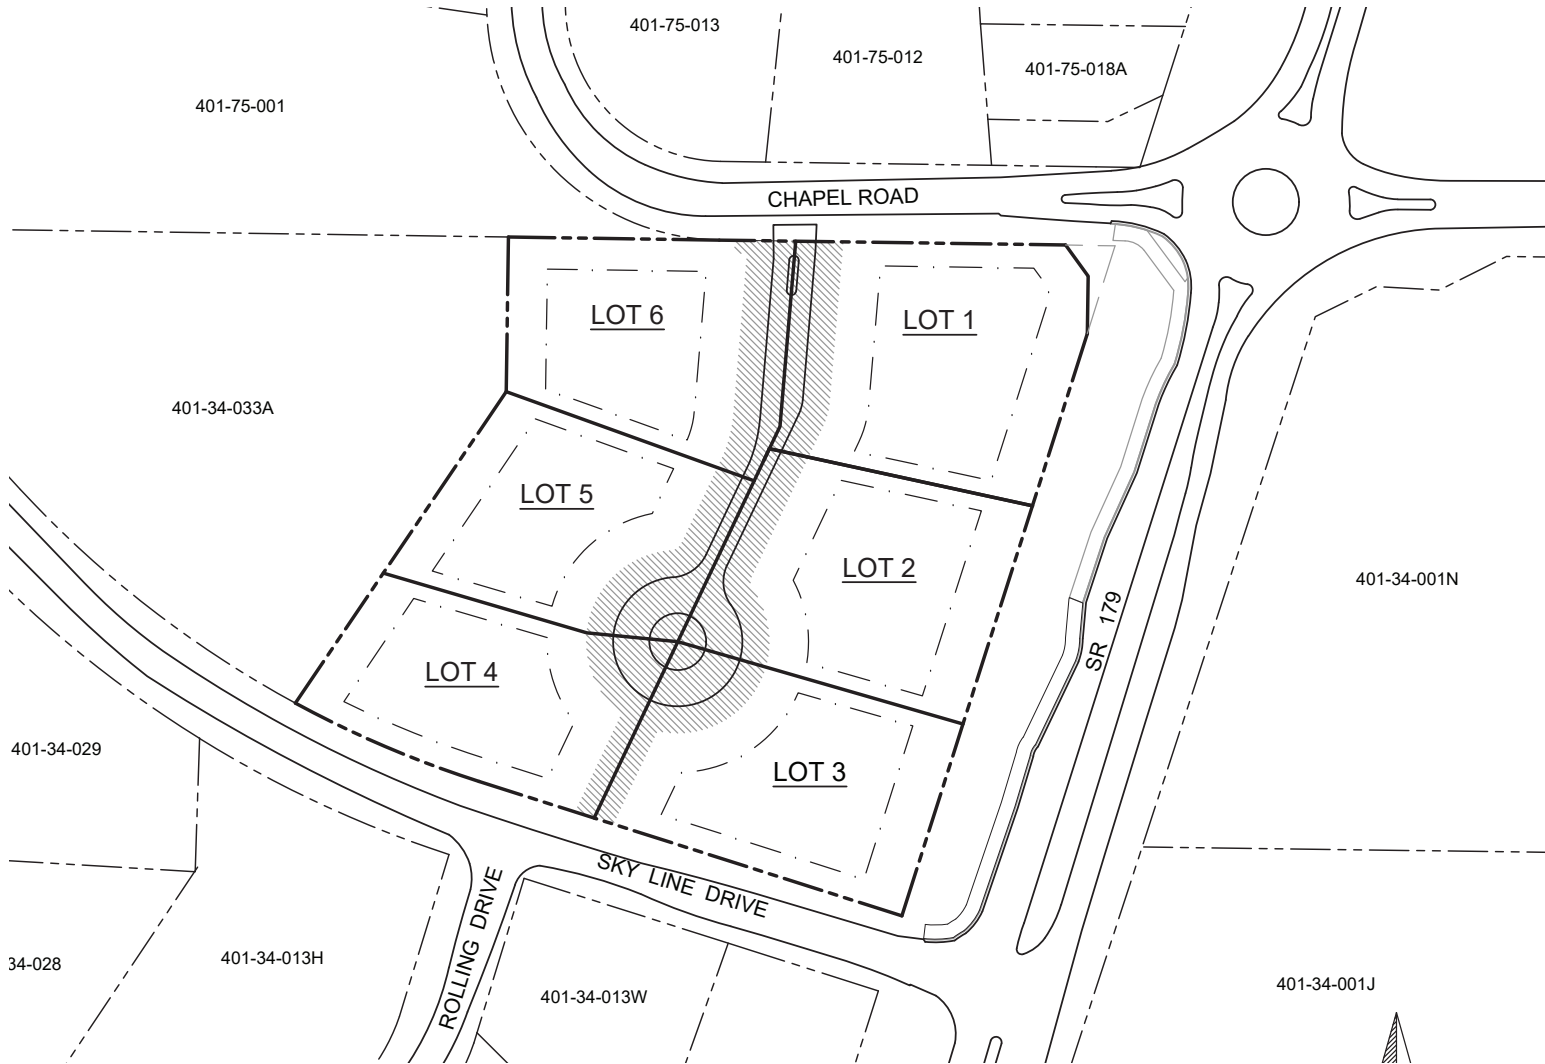 401-75-013
401-75-012
401-75-018A
401-75-001
CHAPEL ROAD
LOT 6
LOT 1
401-34-033A
LOT 5
LOT 2
401-34-001N
SR 179
LOT 4
LOT 3
401-34-029
SKY LINE DRIVE
ROLLING DRIVE
34-028
401-34-013H
401-34-013W
401-34-001J